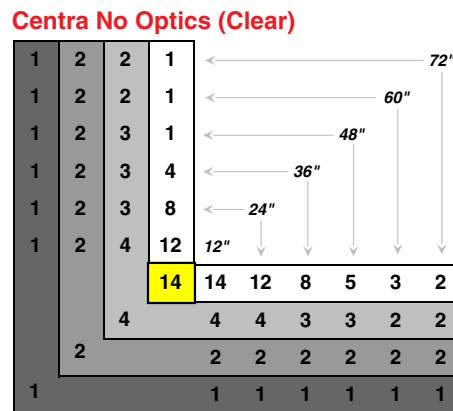 Centra No Optics (Clear)
1 2 2 1 72"
1 2 2 1 60"
1 2 3 1 48"
1 2 3 4 36"
1 2 3 8 24"
1 2 4 12 12"
14 14 12 8 5 3 2
4 4 4 3 3 2 2
2 2 2 2 2 2 2
1 1 1 1 1 1 1